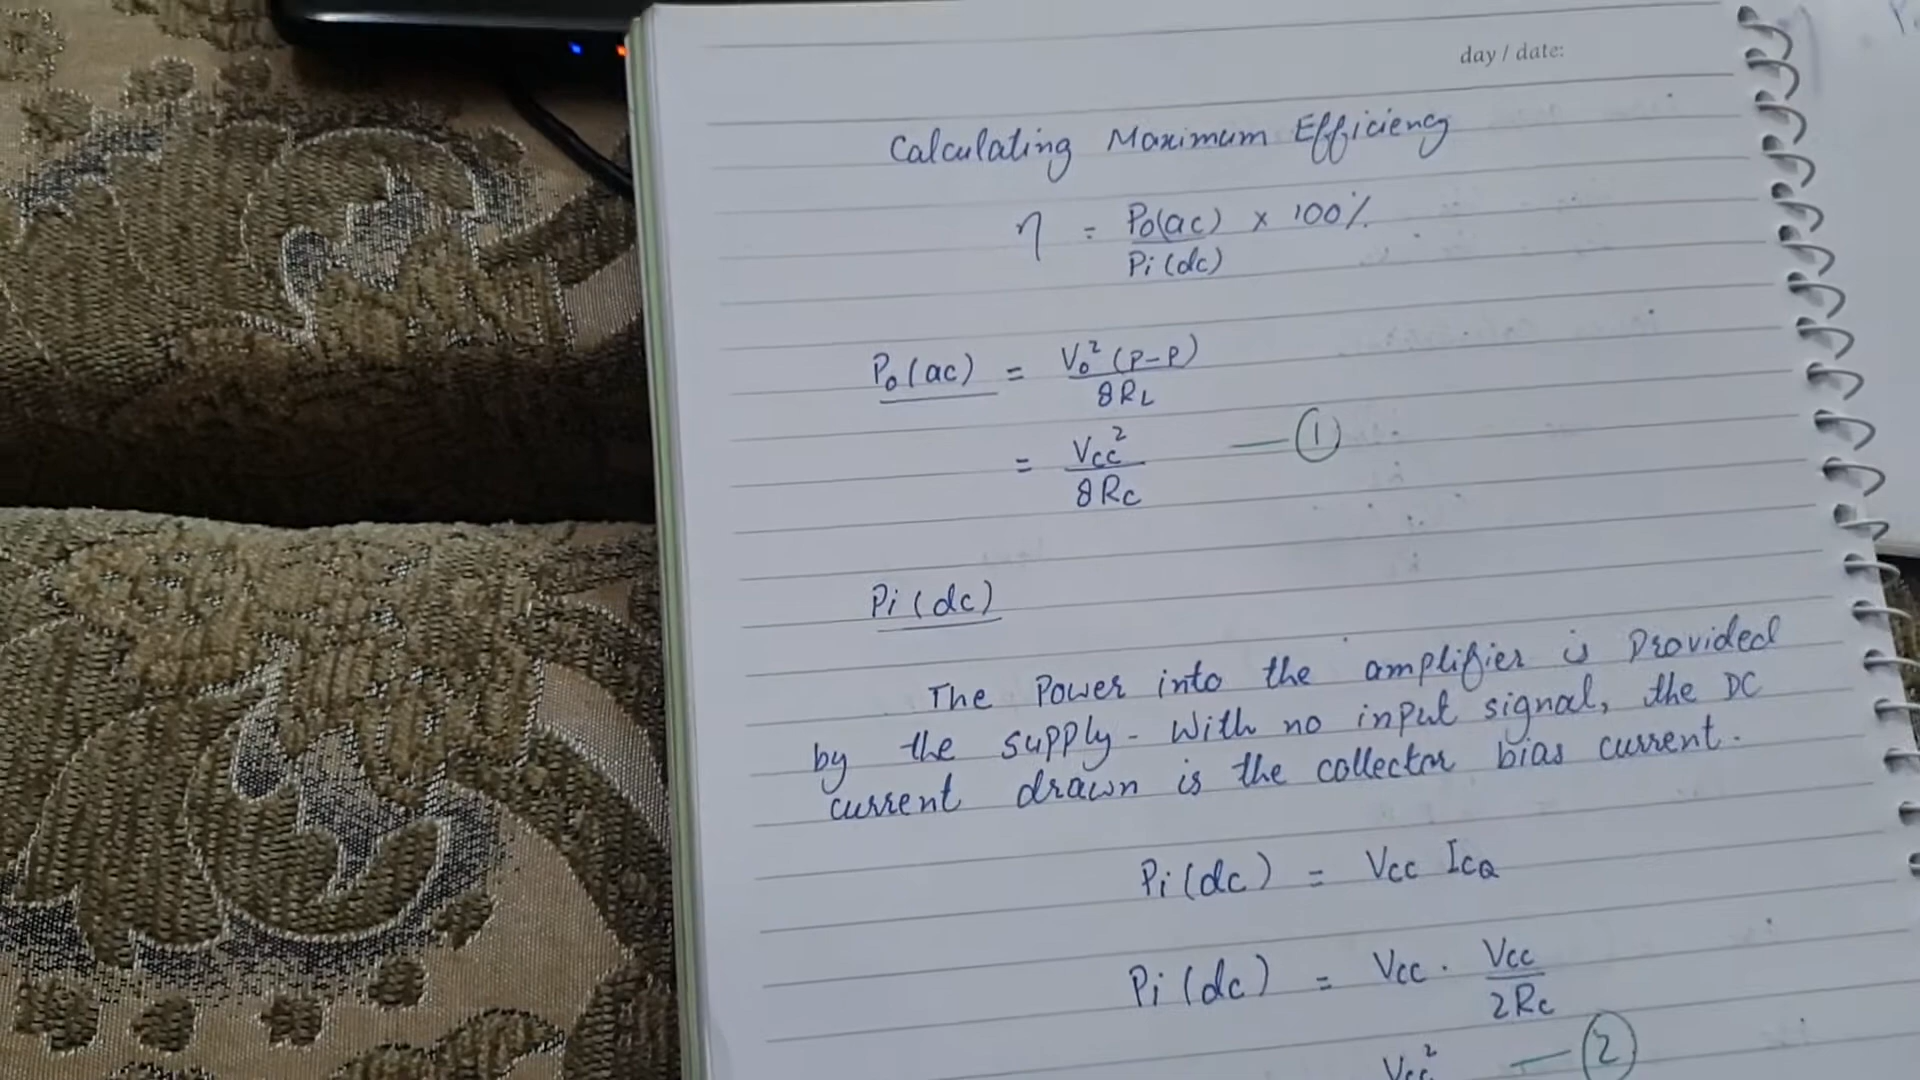 day / date:
Calculating Maximum Efficiency
η = Po(ac) / Pi(dc) × 100%
Po(ac) = Vo² (P-P) / 8RL
= Vcc² / 8Rc — ①
Pi(dc)
The Power into the amplifier is Provided
by the supply. With no input signal, the DC
current drawn is the collector bias current.
Pi(dc) = Vcc IcQ
Pi(dc) = Vcc · Vcc / 2Rc
Vcc² — ②